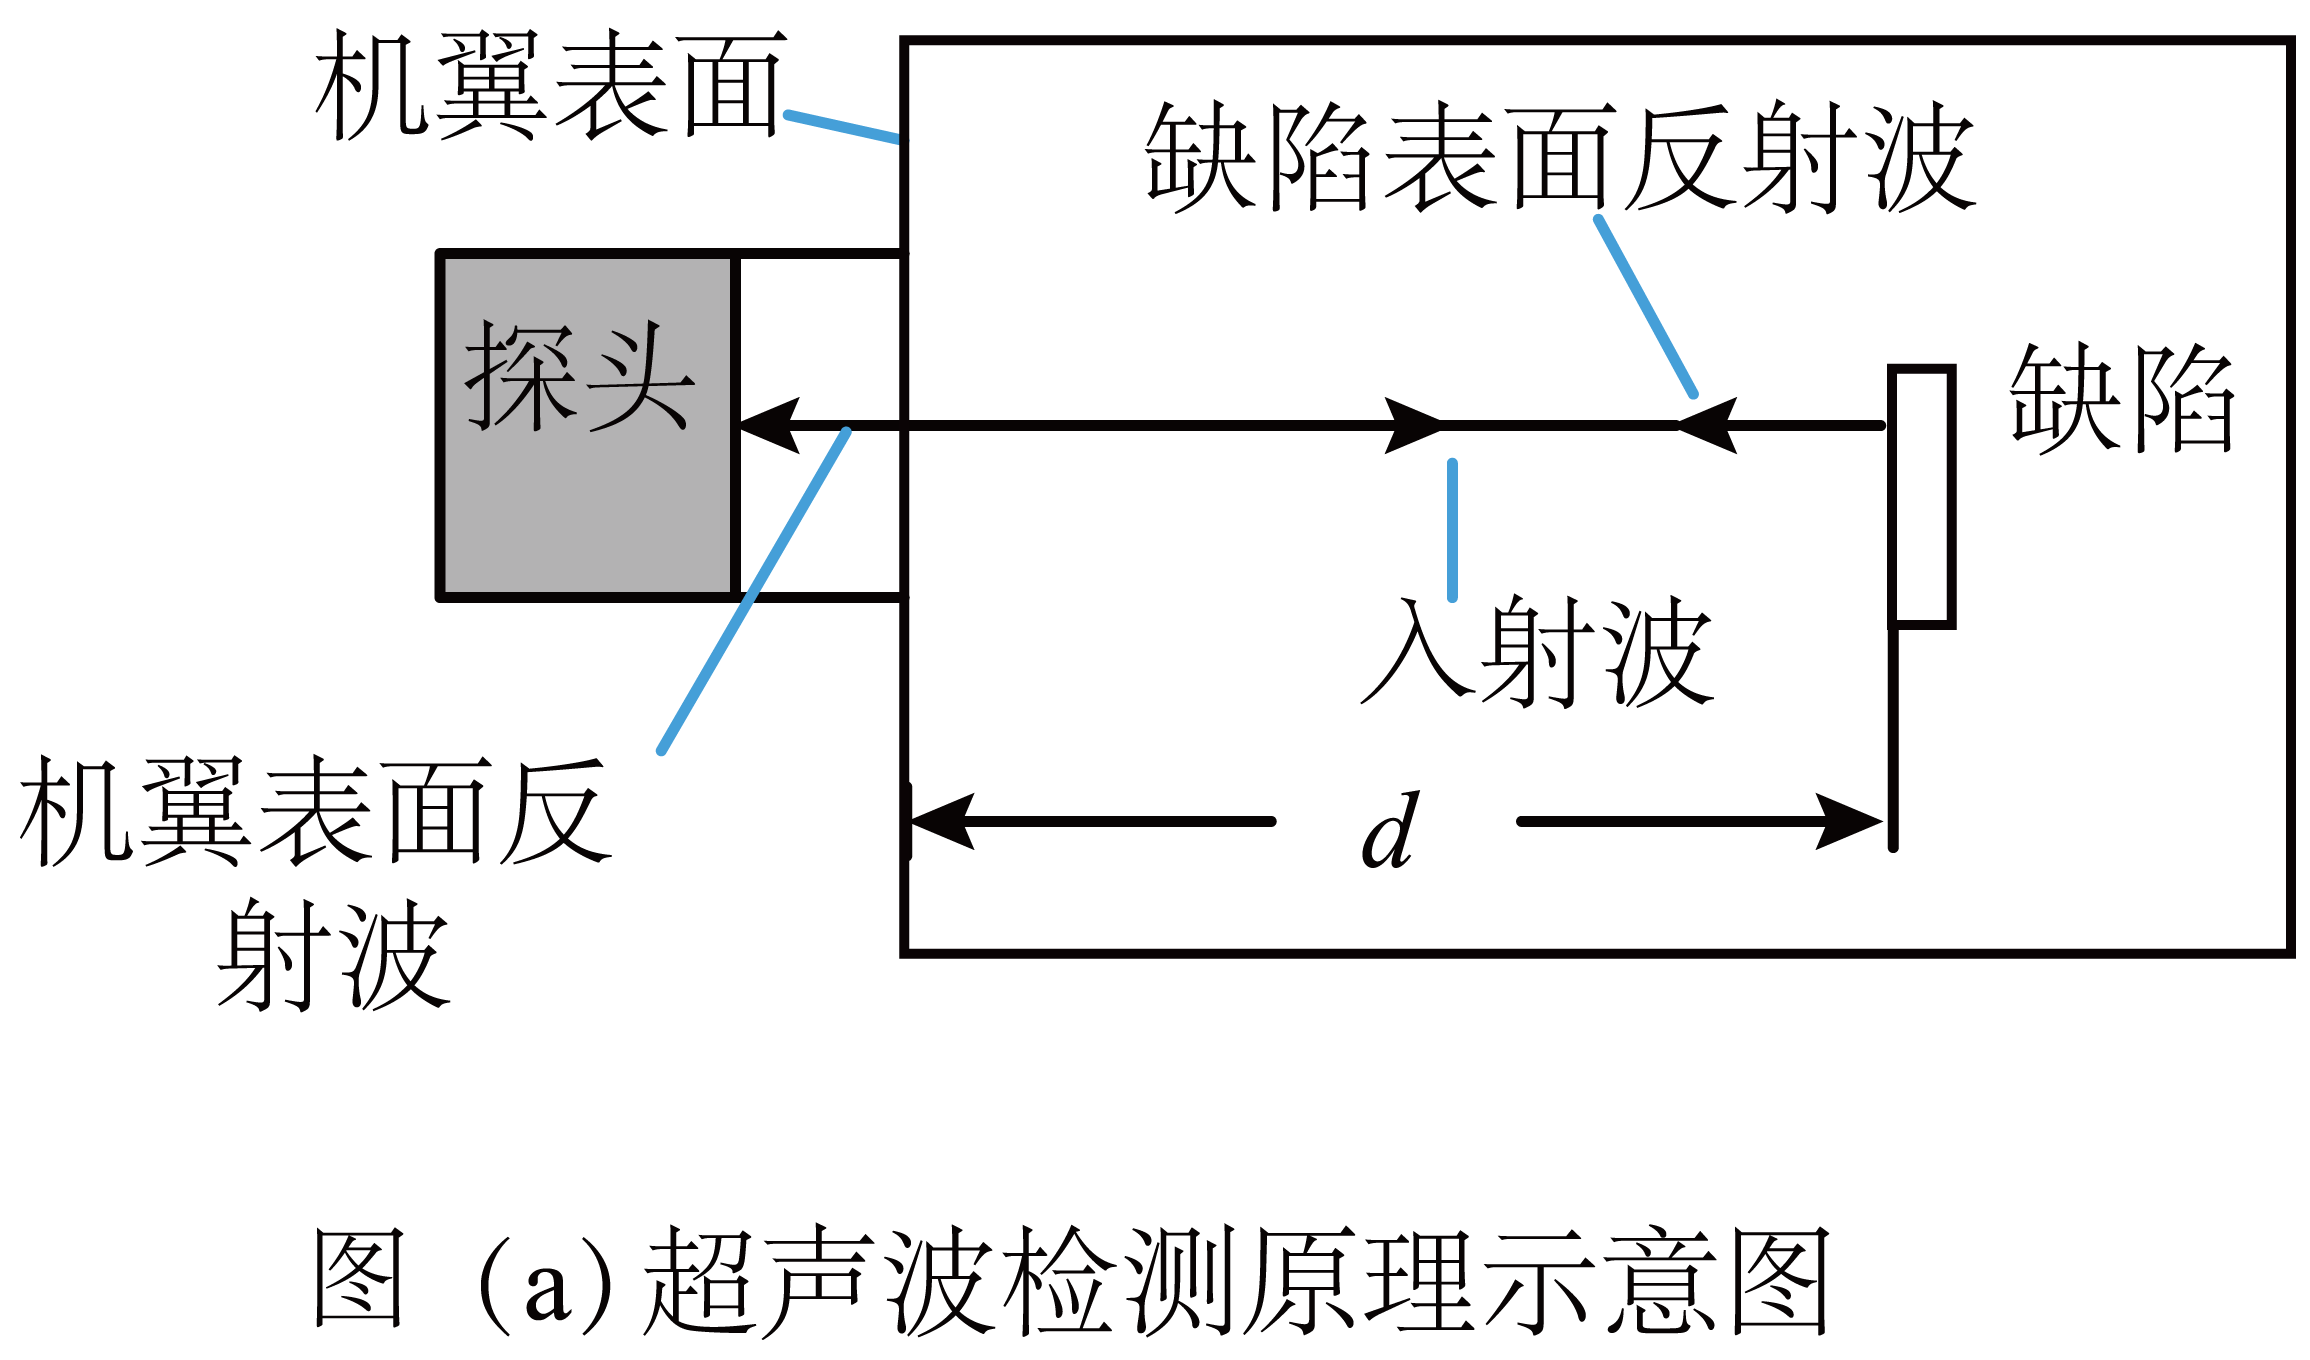 机翼表面
缺陷表面反射波
探头
缺陷
入射波
机翼表面反
射波
d
图 (a)超声波检测原理示意图